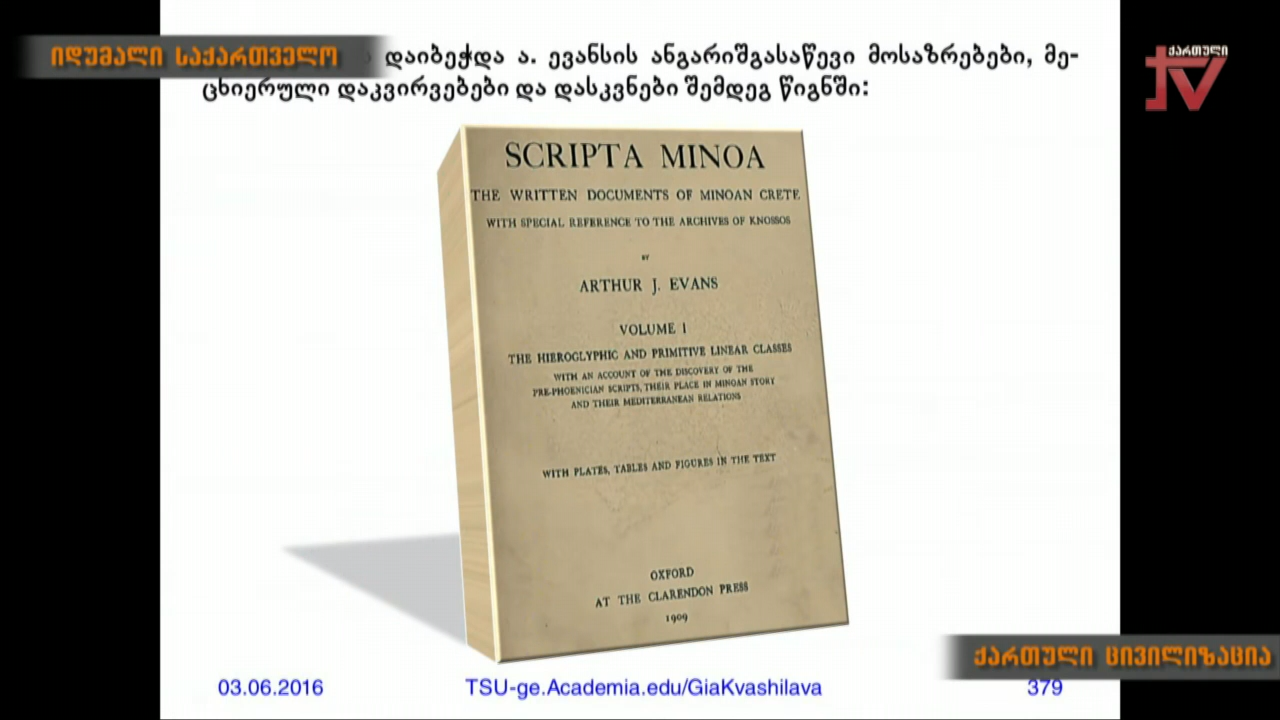 იდუმალი საქართველო
დაიბეჭდა ა. ევანსის ანგარიშგასაწევი მოსაზრებები, მე-
ცნიერული დაკვირვებები და დასკვნები შემდეგ წიგნში:
ქართული
TV
SCRIPTA MINOA
THE WRITTEN DOCUMENTS OF MINOAN CRETE
WITH SPECIAL REFERENCE TO THE ARCHIVES OF KNOSSOS
BY
ARTHUR J. EVANS
VOLUME I
THE HIEROGLYPHIC AND PRIMITIVE LINEAR CLASSES
WITH AN ACCOUNT OF THE DISCOVERY OF THE
PRE-PHOENICIAN SCRIPTS, THEIR PLACE IN MINOAN STORY
AND THEIR MEDITERRANEAN RELATIONS
WITH PLATES, TABLES AND FIGURES IN THE TEXT
OXFORD
AT THE CLARENDON PRESS
1909
ქართული ცივილიზაცია
03.06.2016
TSU-ge.Academia.edu/GiaKvashilava
379